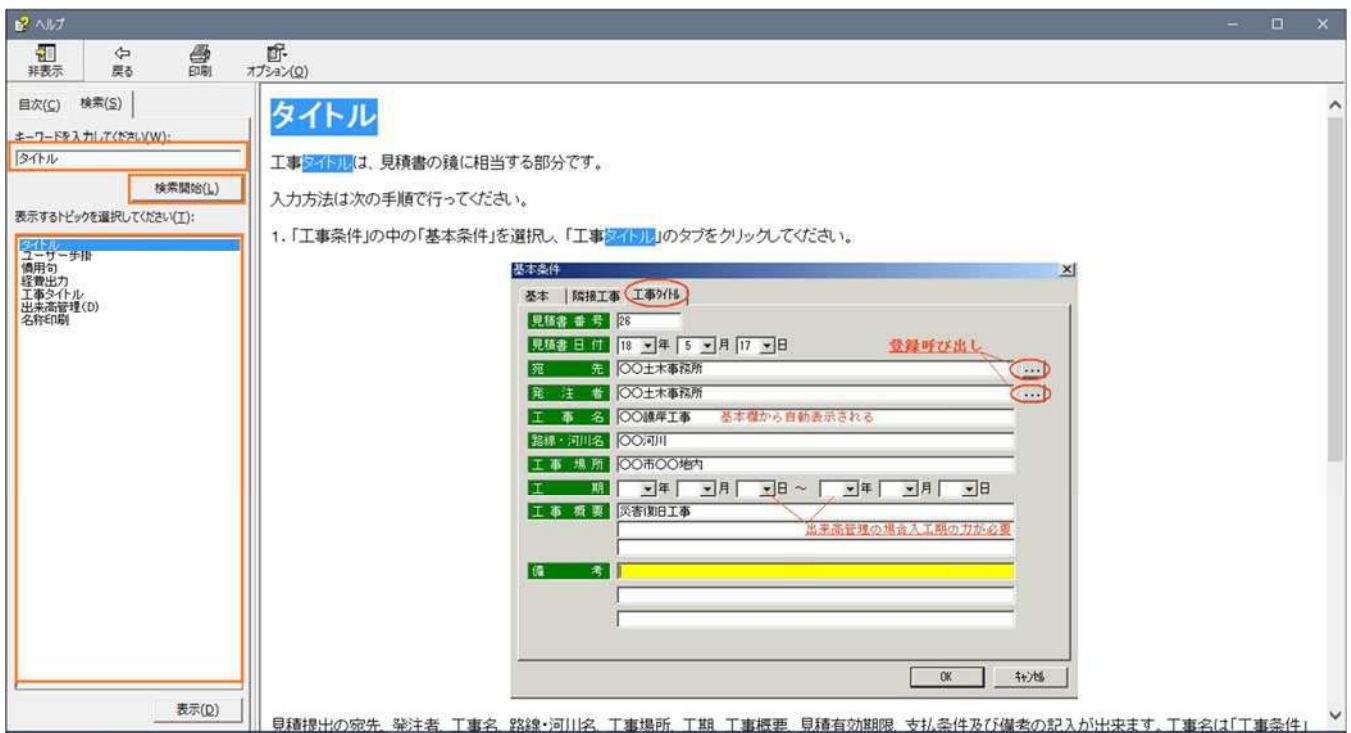 ヘルプ
非表示 戻る 印刷 オプション(O)
目次(C) 検索(S)
キーワードを入力してください(W):
タイトル
検索開始(L)
表示するトピックを選択してください(T):
タイトル
ユーザー手掛
慣用句
経費出力
工事タイトル
出来高管理(D)
名称印刷
表示(D)
タイトル
工事タイトルは、見積書の鏡に相当する部分です。
入力方法は次の手順で行ってください。
1.「工事条件」の中の「基本条件」を選択し、「工事タイトル」のタブをクリックしてください。
基本条件
基本 隣接工事 工事タイトル
見積書番号 26
見積書日付 18 年 5 月 17 日 登録呼び出し
宛先 〇〇土木事務所 ...
発注者 〇〇土木事務所 ...
工事名 〇〇護岸工事 基本欄から自動表示される
路線・河川名 〇〇河川
工事場所 〇〇市〇〇地内
工期 年 月 日 ~ 年 月 日
工事概要 災害復旧工事
出来高管理の場合入工期の力が必要
備考
OK キャンセル
見積提出の宛先、発注者、工事名、路線・河川名、工事場所、工期、工事概要、見積有効期限、支払条件及び備考の記入が出来ます。工事名は「工事条件」